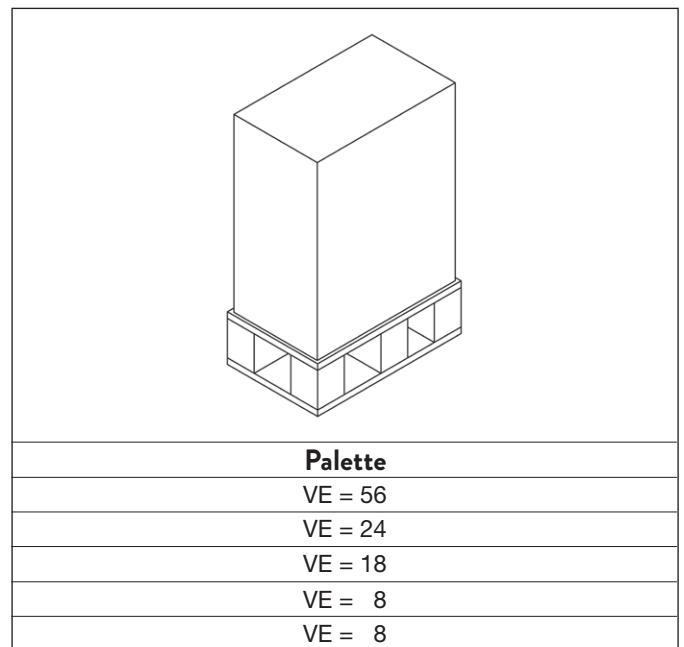 Palette
VE = 56
VE = 24
VE = 18
VE = 8
VE = 8